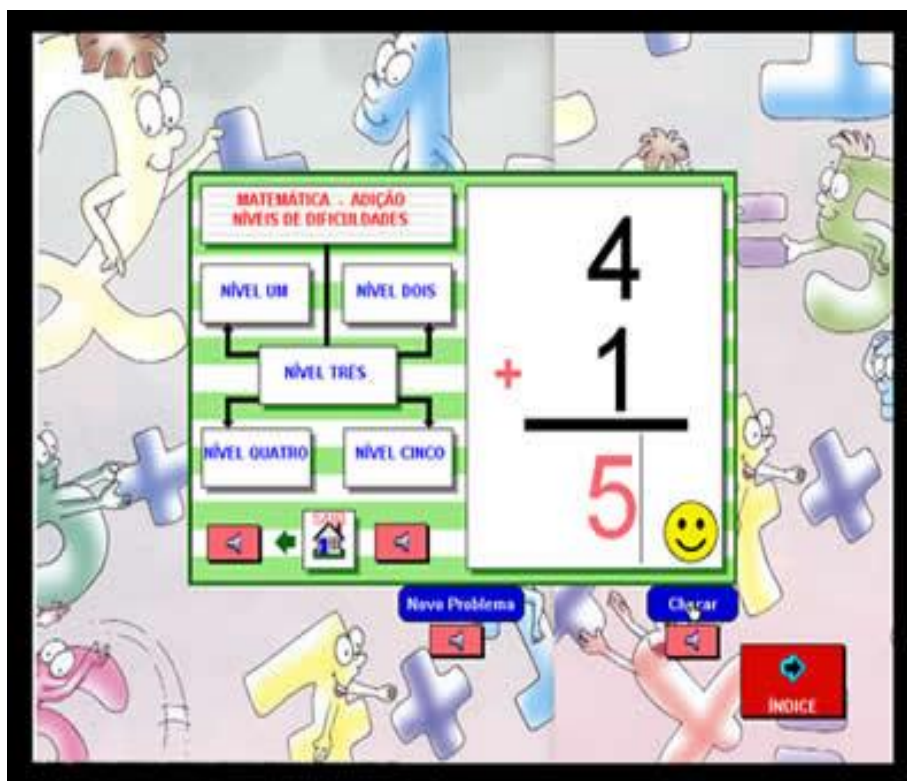 MATEMÁTICA - ADIÇÃO
NÍVEIS DE DIFICULDADES
NÍVEL UM
NÍVEL DOIS
NÍVEL TRÊS
NÍVEL QUATRO
NÍVEL CINCO
4
+ 1
5
Novo Problema
Checar
ÍNDICE